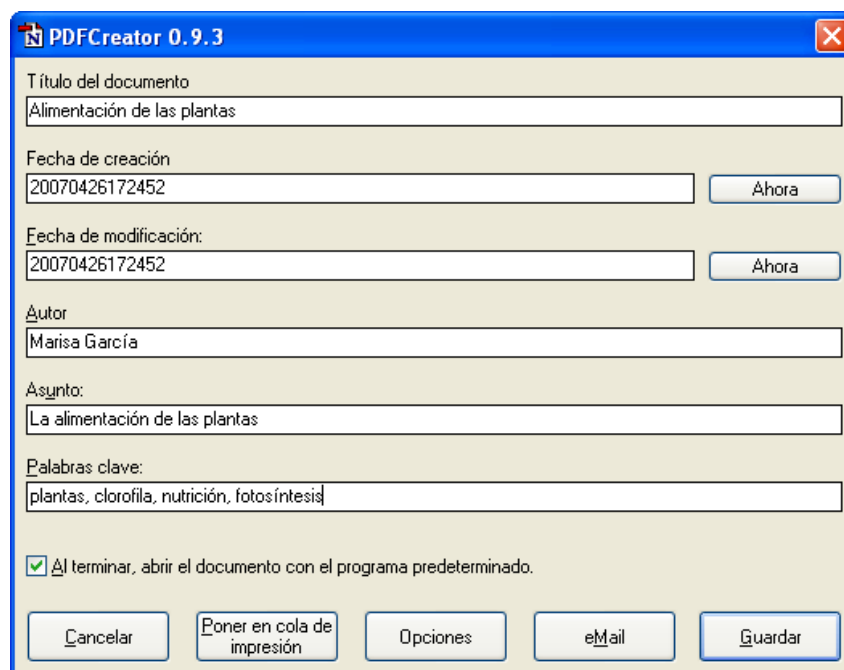 PDFCreator 0.9.3
Título del documento
Alimentación de las plantas
Fecha de creación
20070426172452
Ahora
Fecha de modificación:
20070426172452
Ahora
Autor
Marisa García
Asunto:
La alimentación de las plantas
Palabras clave:
plantas, clorofila, nutrición, fotosíntesis
Al terminar, abrir el documento con el programa predeterminado.
Cancelar
Poner en cola de
impresión
Opciones
eMail
Guardar